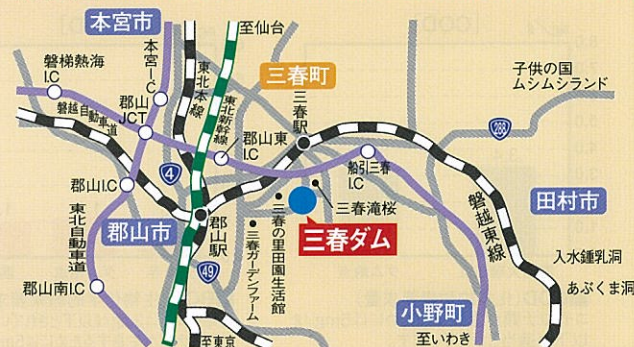 本宮市
至仙台
磐梯熱海
I.C
本宮I.C
東北本線
三春町
子供の国
ムシムシランド
磐越自動車道
郡山
JCT
東北新幹線
郡山東
I.C
三春駅
288
4
船引三春
I.C
郡山I.C
三春滝桜
田村市
東北自動車道
郡山市
郡山駅
三春の里田園生活館
三春ダム
磐越東線
49
三春ガーデンファーム
入水鍾乳洞
あぶくま洞
郡山南I.C
小野町
至東京
至いわき